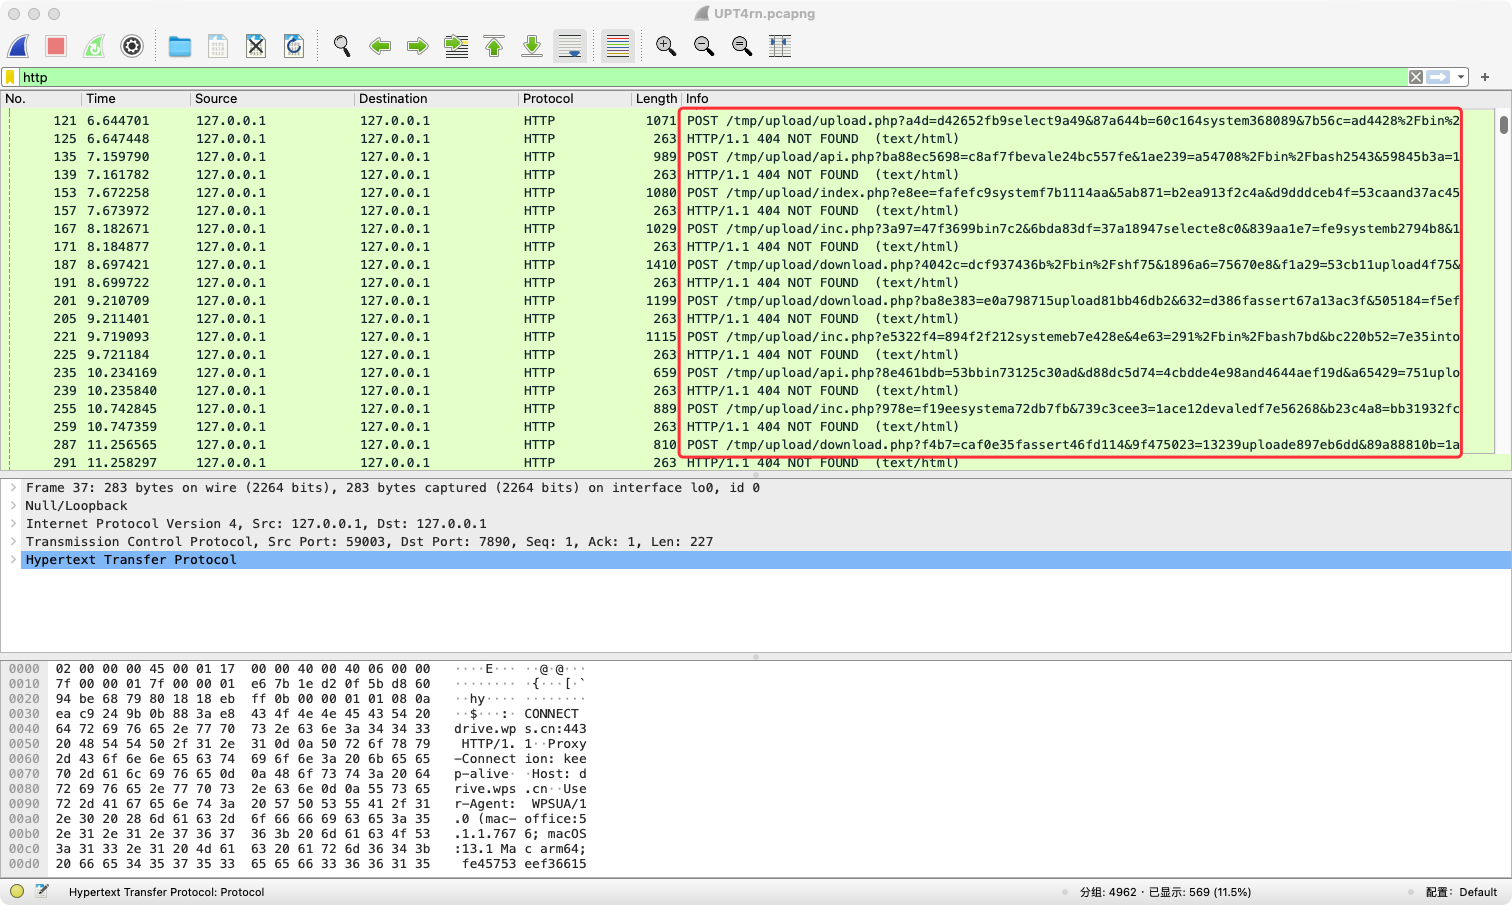 UPT4rn.pcapng
http
No. Time Source Destination Protocol Length Info
121 6.644701 127.0.0.1 127.0.0.1 HTTP 1071 POST /tmp/upload/upload.php?a4d=d42652fb9select9a49&87a644b=60c164system368089&7b56c=ad4428%2Fbin%2
125 6.647448 127.0.0.1 127.0.0.1 HTTP 263 HTTP/1.1 404 NOT FOUND (text/html)
135 7.159790 127.0.0.1 127.0.0.1 HTTP 989 POST /tmp/upload/api.php?ba88ec5698=c8af7fbevale24bc557fe&1ae239=a54708%2Fbin%2Fbash2543&59845b3a=1
139 7.161782 127.0.0.1 127.0.0.1 HTTP 263 HTTP/1.1 404 NOT FOUND (text/html)
153 7.672258 127.0.0.1 127.0.0.1 HTTP 1080 POST /tmp/upload/index.php?e8ee=fafefc9systemf7b1114aa&5ab871=b2ea913f2c4a&d9dddceb4f=53caand37ac45
157 7.673972 127.0.0.1 127.0.0.1 HTTP 263 HTTP/1.1 404 NOT FOUND (text/html)
167 8.182671 127.0.0.1 127.0.0.1 HTTP 1029 POST /tmp/upload/inc.php?3a97=47f3699bin7c2&6bda83df=37a18947selecte8c0&839aa1e7=fe9systemb2794b8&1
171 8.184877 127.0.0.1 127.0.0.1 HTTP 263 HTTP/1.1 404 NOT FOUND (text/html)
187 8.697421 127.0.0.1 127.0.0.1 HTTP 1410 POST /tmp/upload/download.php?4042c=dcf937436b%2Fbin%2Fshf75&1896a6=75670e8&f1a29=53cb11upload4f75&
191 8.699722 127.0.0.1 127.0.0.1 HTTP 263 HTTP/1.1 404 NOT FOUND (text/html)
201 9.210709 127.0.0.1 127.0.0.1 HTTP 1199 POST /tmp/upload/download.php?ba8e383=e0a798715upload81bb46db2&632=d386fassert67a13ac3f&505184=f5ef
205 9.211401 127.0.0.1 127.0.0.1 HTTP 263 HTTP/1.1 404 NOT FOUND (text/html)
221 9.719093 127.0.0.1 127.0.0.1 HTTP 1115 POST /tmp/upload/inc.php?e5322f4=894f2f212systemeb7e428e&4e63=291%2Fbin%2Fbash7bd&bc220b52=7e35into
225 9.721184 127.0.0.1 127.0.0.1 HTTP 263 HTTP/1.1 404 NOT FOUND (text/html)
235 10.234169 127.0.0.1 127.0.0.1 HTTP 659 POST /tmp/upload/api.php?8e461bdb=53bbin73125c30ad&d88dc5d74=4cbdde4e98and4644aef19d&a65429=751uplo
239 10.235840 127.0.0.1 127.0.0.1 HTTP 263 HTTP/1.1 404 NOT FOUND (text/html)
255 10.742845 127.0.0.1 127.0.0.1 HTTP 889 POST /tmp/upload/inc.php?978e=f19eesystema72db7fb&739c3cee3=1ace12devaledf7e56268&b23c4a8=bb31932fc
259 10.747359 127.0.0.1 127.0.0.1 HTTP 263 HTTP/1.1 404 NOT FOUND (text/html)
287 11.256565 127.0.0.1 127.0.0.1 HTTP 810 POST /tmp/upload/download.php?f4b7=caf0e35fassert46fd114&9f475023=13239uploade897eb6dd&89a88810b=1a
291 11.258297 127.0.0.1 127.0.0.1 HTTP 263 HTTP/1.1 404 NOT FOUND (text/html)
Frame 37: 283 bytes on wire (2264 bits), 283 bytes captured (2264 bits) on interface lo0, id 0
Null/Loopback
Internet Protocol Version 4, Src: 127.0.0.1, Dst: 127.0.0.1
Transmission Control Protocol, Src Port: 59003, Dst Port: 7890, Seq: 1, Ack: 1, Len: 227
Hypertext Transfer Protocol
0000 02 00 00 00 45 00 01 17 00 00 40 00 40 06 00 00 ····E··· ··@·@···
0010 7f 00 00 01 7f 00 00 01 e6 7b 1e d2 0f 5b d8 60 ········ ·{···[·`
0020 94 be 68 79 80 18 18 eb ff 0b 00 00 01 01 08 0a ··hy···· ········
0030 ea c9 24 9b 0b 88 3a e8 43 4f 4e 4e 45 43 54 20 ··$···:· CONNECT
0040 64 72 69 76 65 2e 77 70 73 2e 63 6e 3a 34 34 33 drive.wp s.cn:443
0050 20 48 54 54 50 2f 31 2e 31 0d 0a 50 72 6f 78 79 HTTP/1. 1··Proxy
0060 2d 43 6f 6e 6e 65 63 74 69 6f 6e 3a 20 6b 65 65 -Connect ion: kee
0070 70 2d 61 6c 69 76 65 0d 0a 48 6f 73 74 3a 20 64 p-alive· ·Host: d
0080 72 69 76 65 2e 77 70 73 2e 63 6e 0d 0a 55 73 65 rive.wps .cn··Use
0090 72 2d 41 67 65 6e 74 3a 20 57 50 53 55 41 2f 31 r-Agent: WPSUA/1
00a0 2e 30 20 28 6d 61 63 2d 6f 66 66 69 63 65 3a 35 .0 (mac- office:5
00b0 2e 31 2e 31 2e 37 36 37 36 3b 20 6d 61 63 4f 53 .1.1.767 6; macOS
00c0 3a 31 33 2e 31 20 4d 61 63 20 61 72 6d 36 34 3b :13.1 Ma c arm64;
00d0 20 66 65 34 35 37 35 33 65 65 66 33 36 36 31 35 fe45753 eef36615
Hypertext Transfer Protocol: Protocol 分组: 4962 · 已显示: 569 (11.5%) 配置: Default